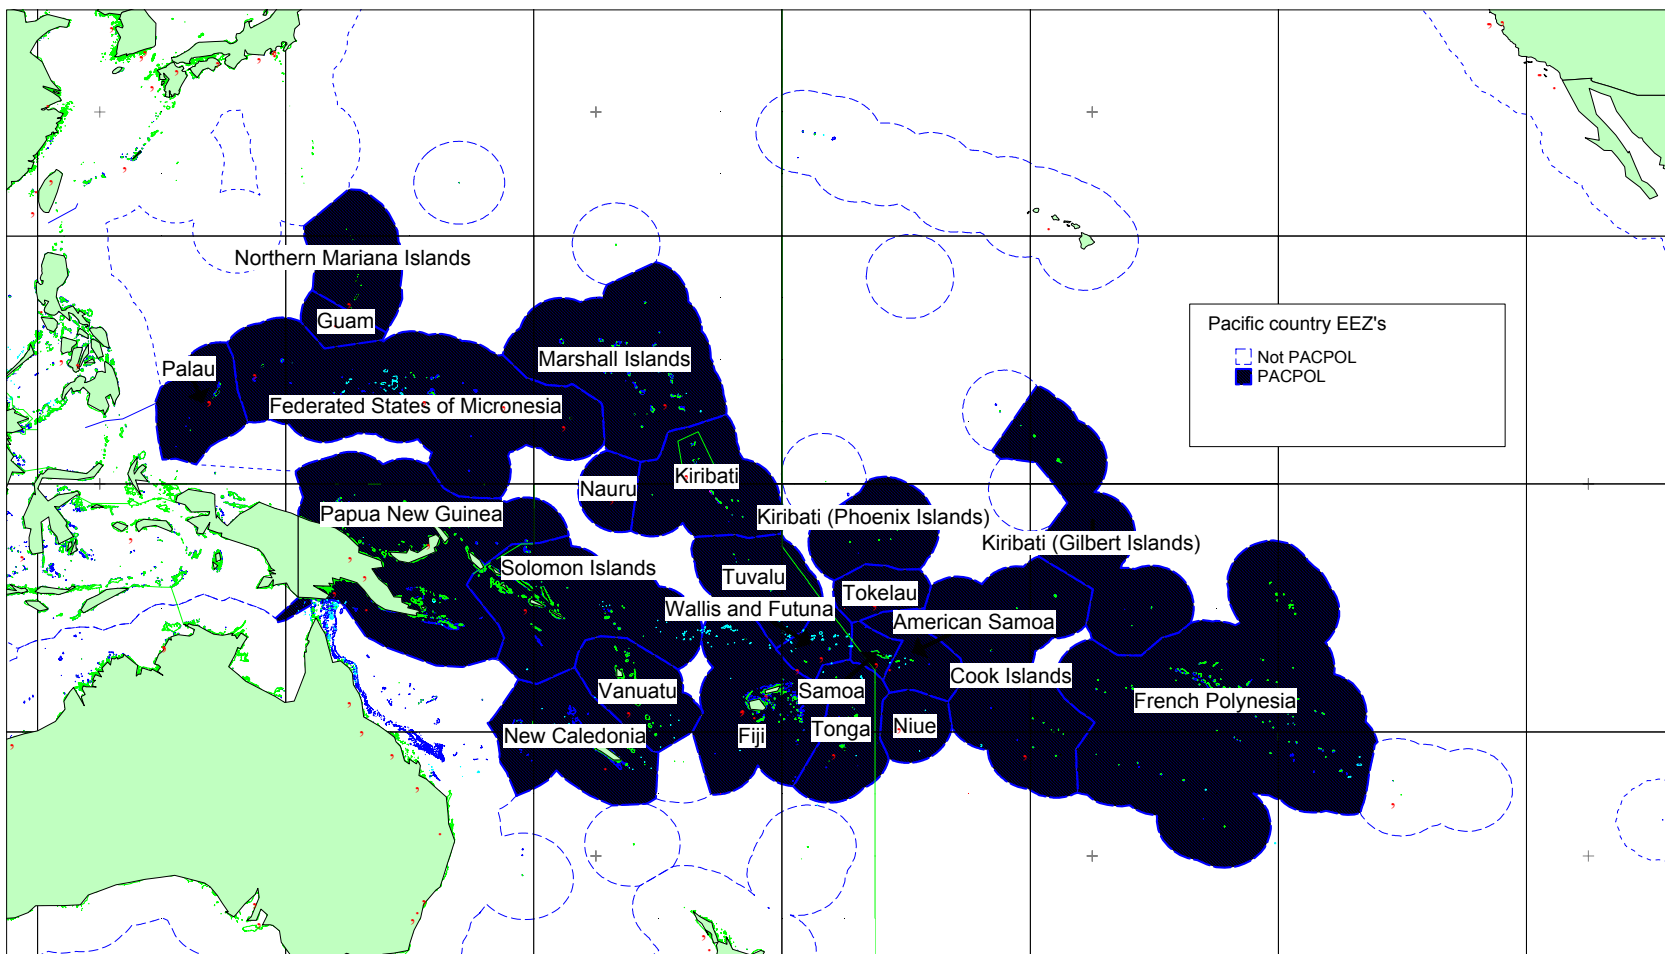 Northern Mariana Islands
Guam
Pacific country EEZ's
Not PACPOL
PACPOL
Marshall Islands
Palau
Federated States of Micronesia
Kiribati
Nauru
Papua New Guinea
Kiribati (Phoenix Islands)
Kiribati (Gilbert Islands)
Solomon Islands
Tuvalu
Tokelau
Wallis and Futuna
American Samoa
Cook Islands
Vanuatu
Samoa
French Polynesia
New Caledonia
Fiji
Tonga
Niue